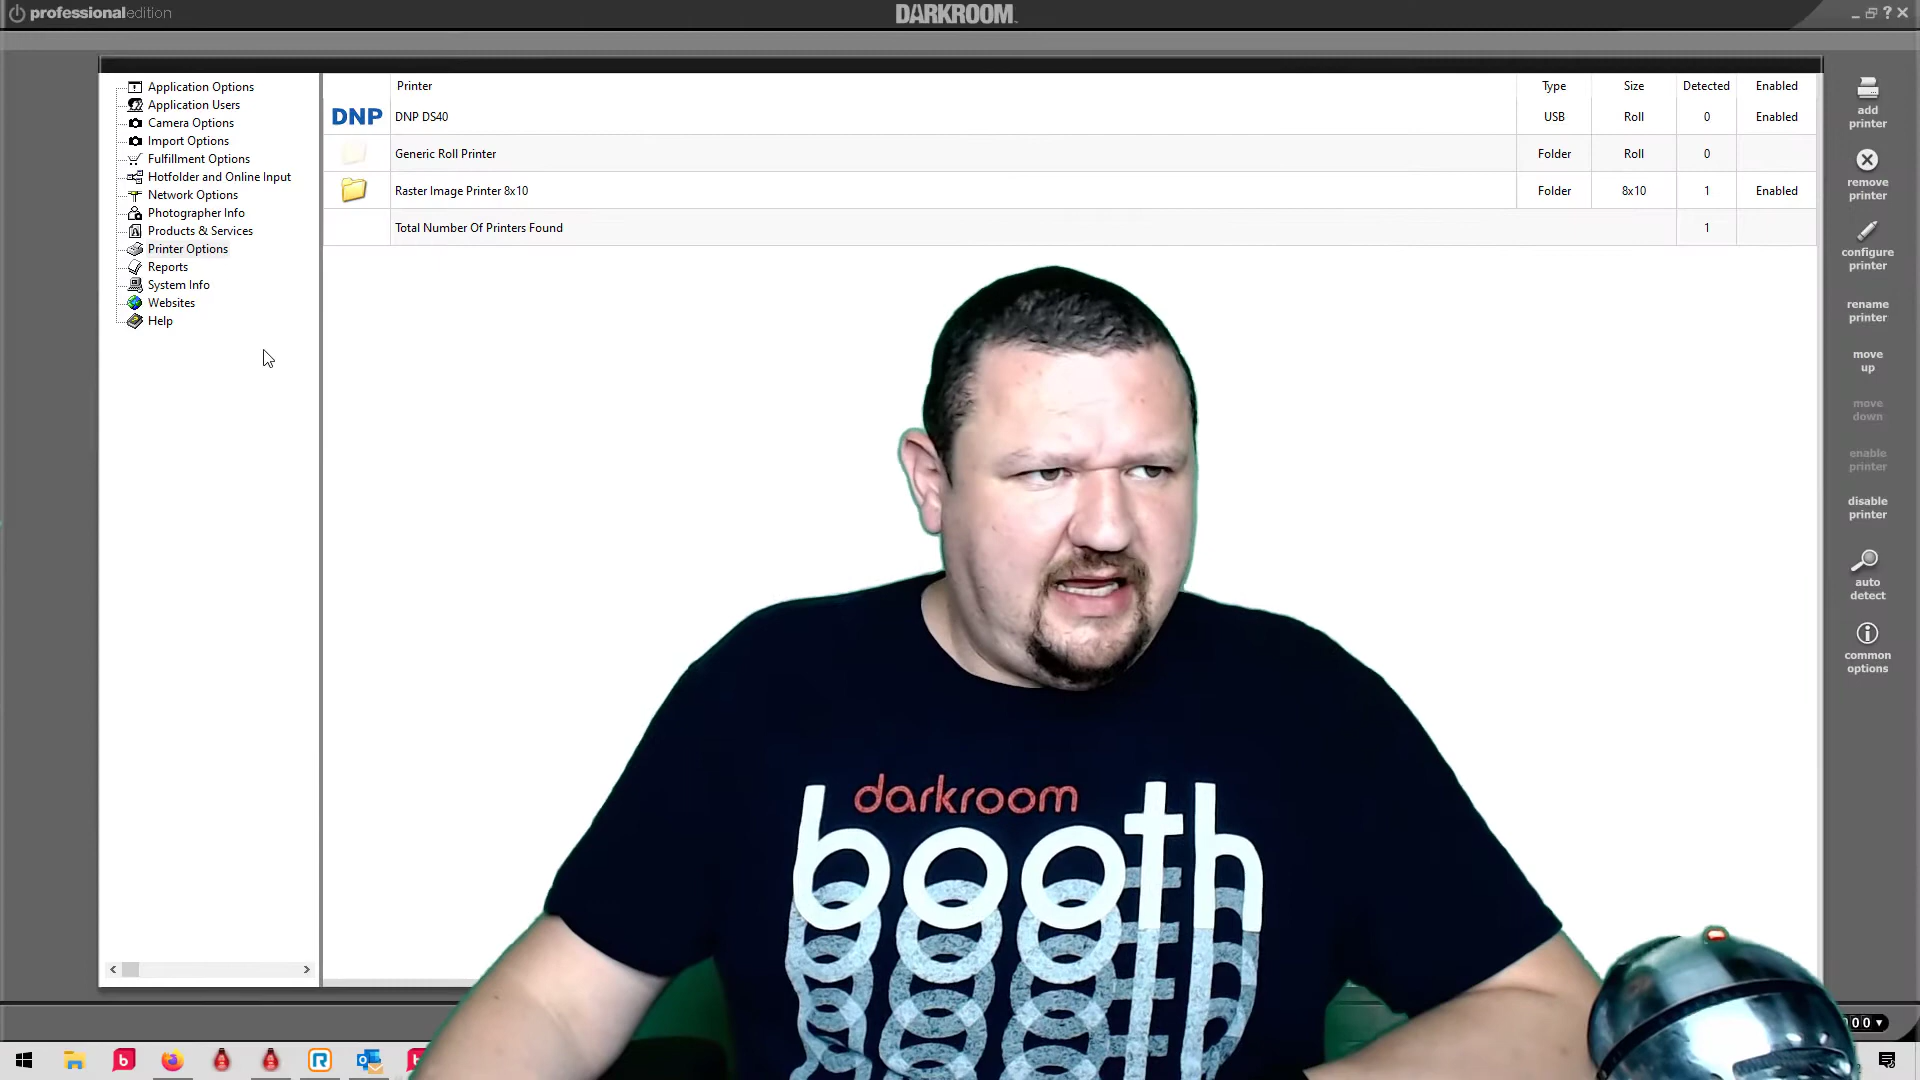 professionaledition
DARKROOM
Application Options
Application Users
Camera Options
Import Options
Fulfillment Options
Hotfolder and Online Input
Network Options
Photographer Info
Products & Services
Printer Options
Reports
System Info
Websites
Help
Printer Type Size Detected Enabled
DNP DNP DS40 USB Roll 0 Enabled
Generic Roll Printer Folder Roll 0
Raster Image Printer 8x10 Folder 8x10 1 Enabled
Total Number Of Printers Found 1
add
printer
remove
printer
configure
printer
rename
printer
move
up
move
down
enable
printer
disable
printer
auto
detect
common
options
darkroom
booth